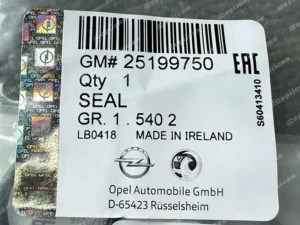 GM# 25199750
Qty 1
SEAL
GR. 1 . 540 2
LB0418 MADE IN IRELAND
EAC
S60413410
Opel Automobile GmbH
D-65423 Rüsselsheim